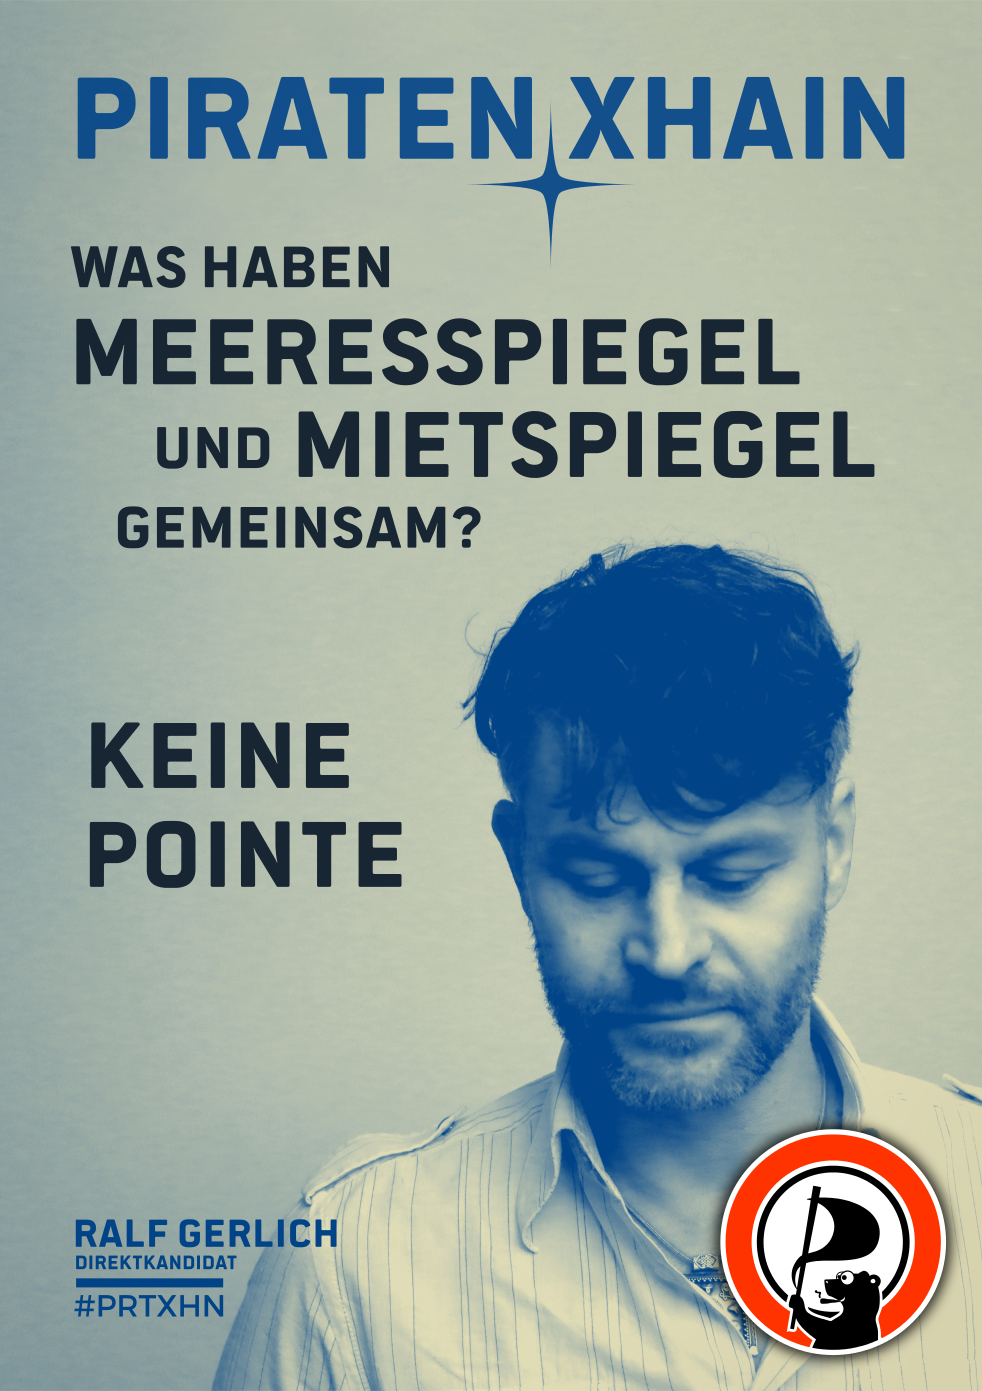 PIRATEN XHAIN
WAS HABEN
MEERESSPIEGEL
UND MIETSPIEGEL
GEMEINSAM?
KEINE
POINTE
RALF GERLICH
DIREKTKANDIDAT
#PRTXHN